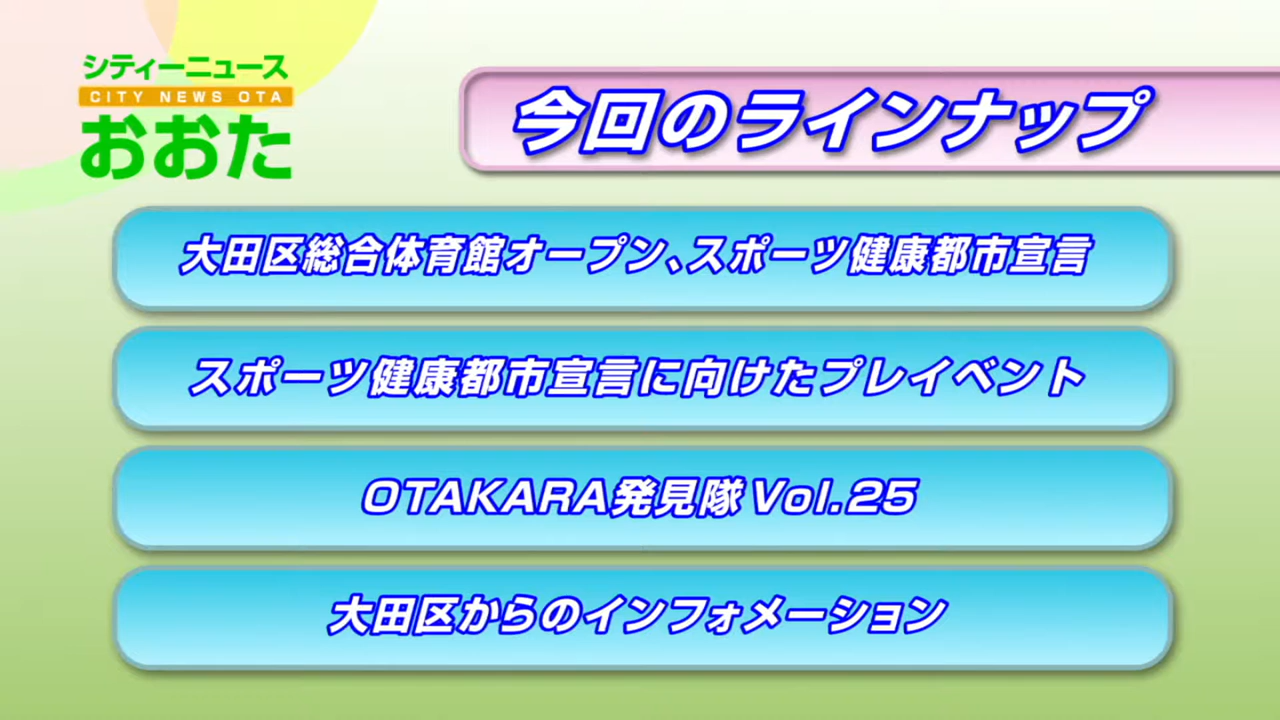 シティーニュース
CITY NEWS OTA
おおた
今回のラインナップ
大田区総合体育館オープン、スポーツ健康都市宣言
スポーツ健康都市宣言に向けたプレイベント
OTAKARA発見隊 Vol.25
大田区からのインフォメーション